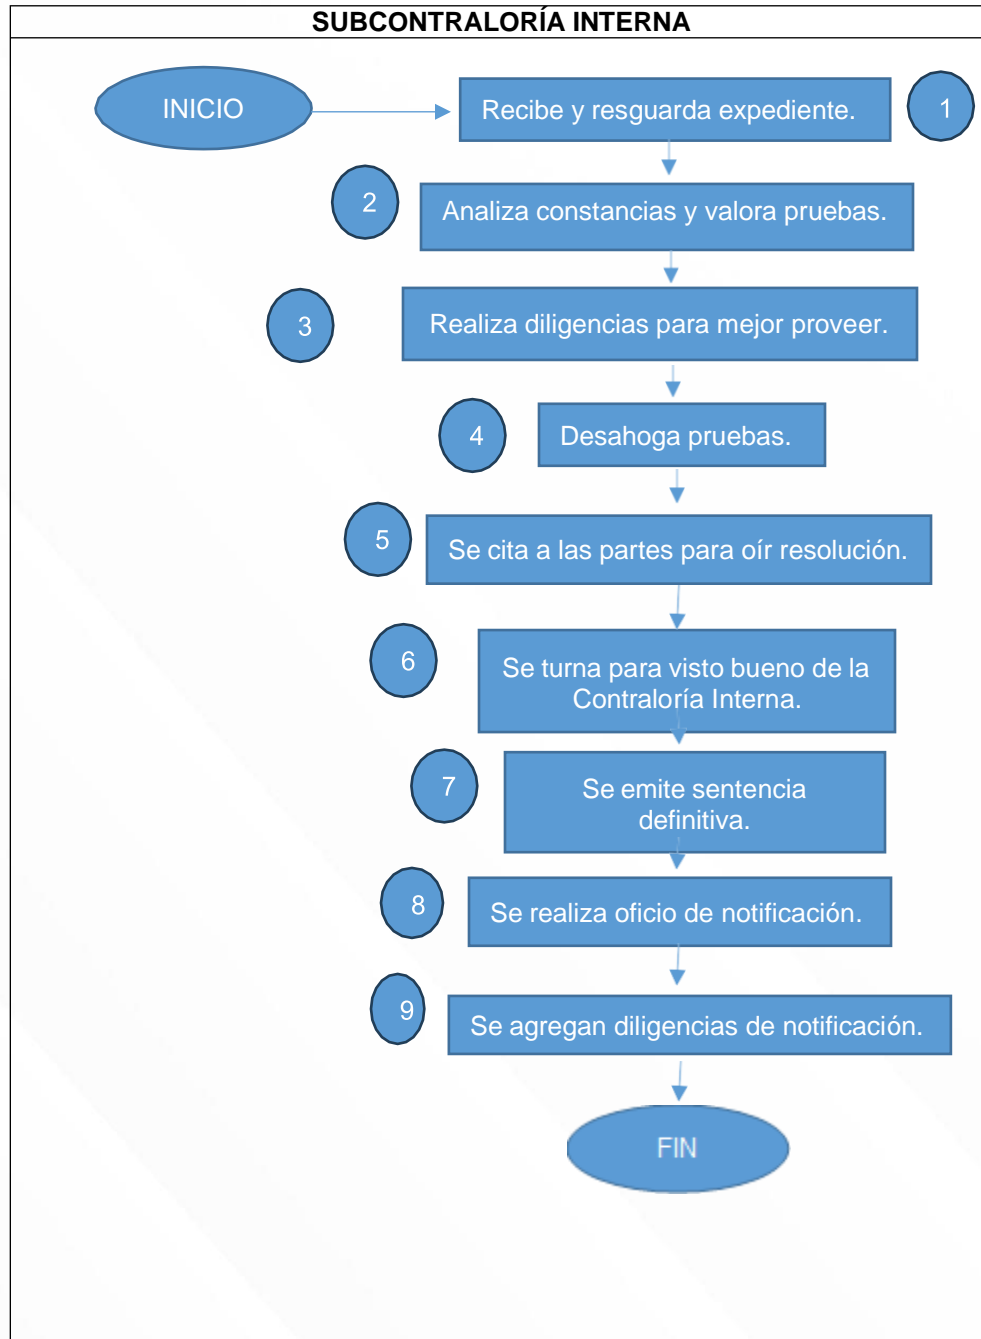 SUBCONTRALORÍA INTERNA
INICIO
Recibe y resguarda expediente.
1
2
Analiza constancias y valora pruebas.
3
Realiza diligencias para mejor proveer.
4
Desahoga pruebas.
5
Se cita a las partes para oír resolución.
6
Se turna para visto bueno de la
Contraloría Interna.
7
Se emite sentencia
definitiva.
8
Se realiza oficio de notificación.
9
Se agregan diligencias de notificación.
FIN